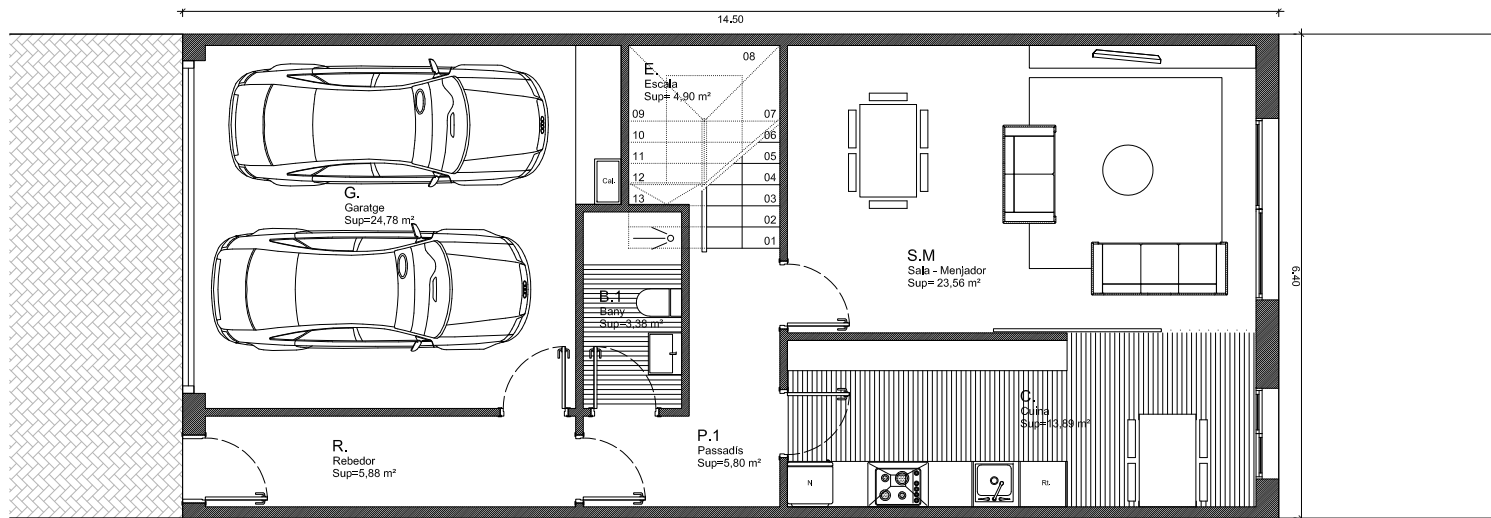 14.50
E.
Escala
Sup= 4,90 m²
08
09
07
10
06
11
05
12
04
13
03
02
01
Cal.
G.
Garatge
Sup=24,78 m²
S.M
Sala - Menjador
Sup= 23,56 m²
6.40
B.1
Bany
Sup=3,38 m²
C.
Cuina
Sup=13,89 m²
P.1
Passadís
Sup=5,80 m²
R.
Rebedor
Sup=5,88 m²
N
Rt.